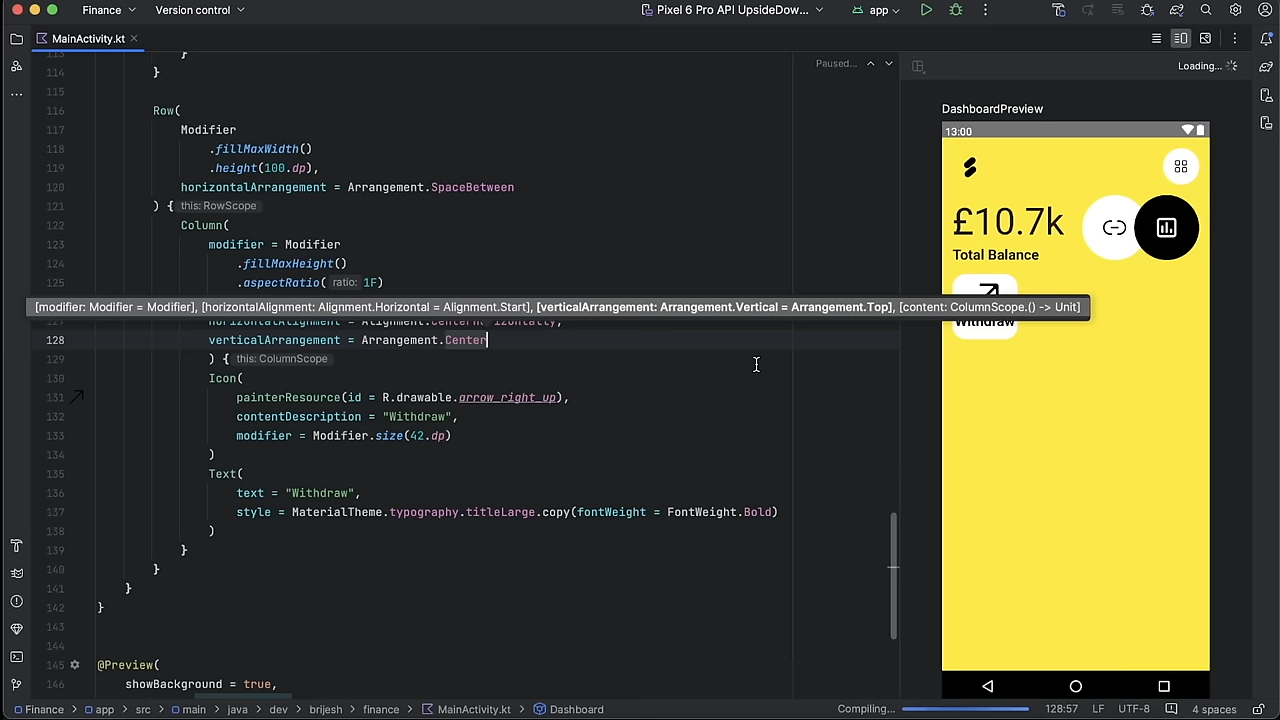 Finance
Version control
Pixel 6 Pro API UpsideDow...
app
MainActivity.kt
Paused...
Loading...
113 }
114 }
115
116 Row(
117 Modifier
118 .fillMaxWidth()
119 .height(100.dp),
120 horizontalArrangement = Arrangement.SpaceBetween
121 ) { this: RowScope
122 Column(
123 modifier = Modifier
124 .fillMaxHeight()
125 .aspectRatio( ratio: 1F)
[modifier: Modifier = Modifier], [horizontalAlignment: Alignment.Horizontal = Alignment.Start], [verticalArrangement: Arrangement.Vertical = Arrangement.Top], [content: ColumnScope.() -> Unit]
128 verticalArrangement = Arrangement.Center
129 ) { this: ColumnScope
130 Icon(
131 painterResource(id = R.drawable.arrow_right_up),
132 contentDescription = "Withdraw",
133 modifier = Modifier.size(42.dp)
134 )
135 Text(
136 text = "Withdraw",
137 style = MaterialTheme.typography.titleLarge.copy(fontWeight = FontWeight.Bold)
138 )
139 }
140 }
141 }
142 }
143
144
145 @Preview(
146 showBackground = true,
DashboardPreview
13:00
£10.7k
Total Balance
Withdraw
Finance > app > src > main > java > dev > brijesh > finance > MainActivity.kt > Dashboard
Compiling...
128:57 LF UTF-8 4 spaces